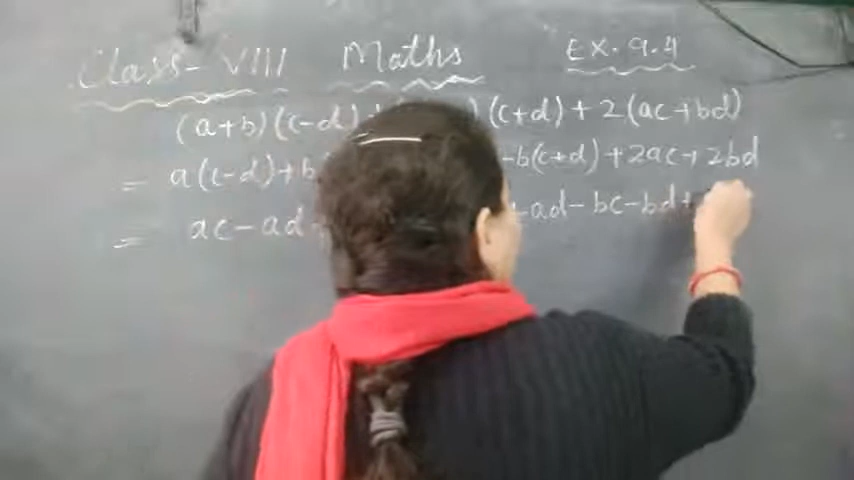 Class-VIII Maths EX. 9.4
(a+b)(c-d) (c+d)+2(ac+bd)
= a(c-d)+b -b(c+d)+2ac+2bd
= ac-ad ad-bc-bd+